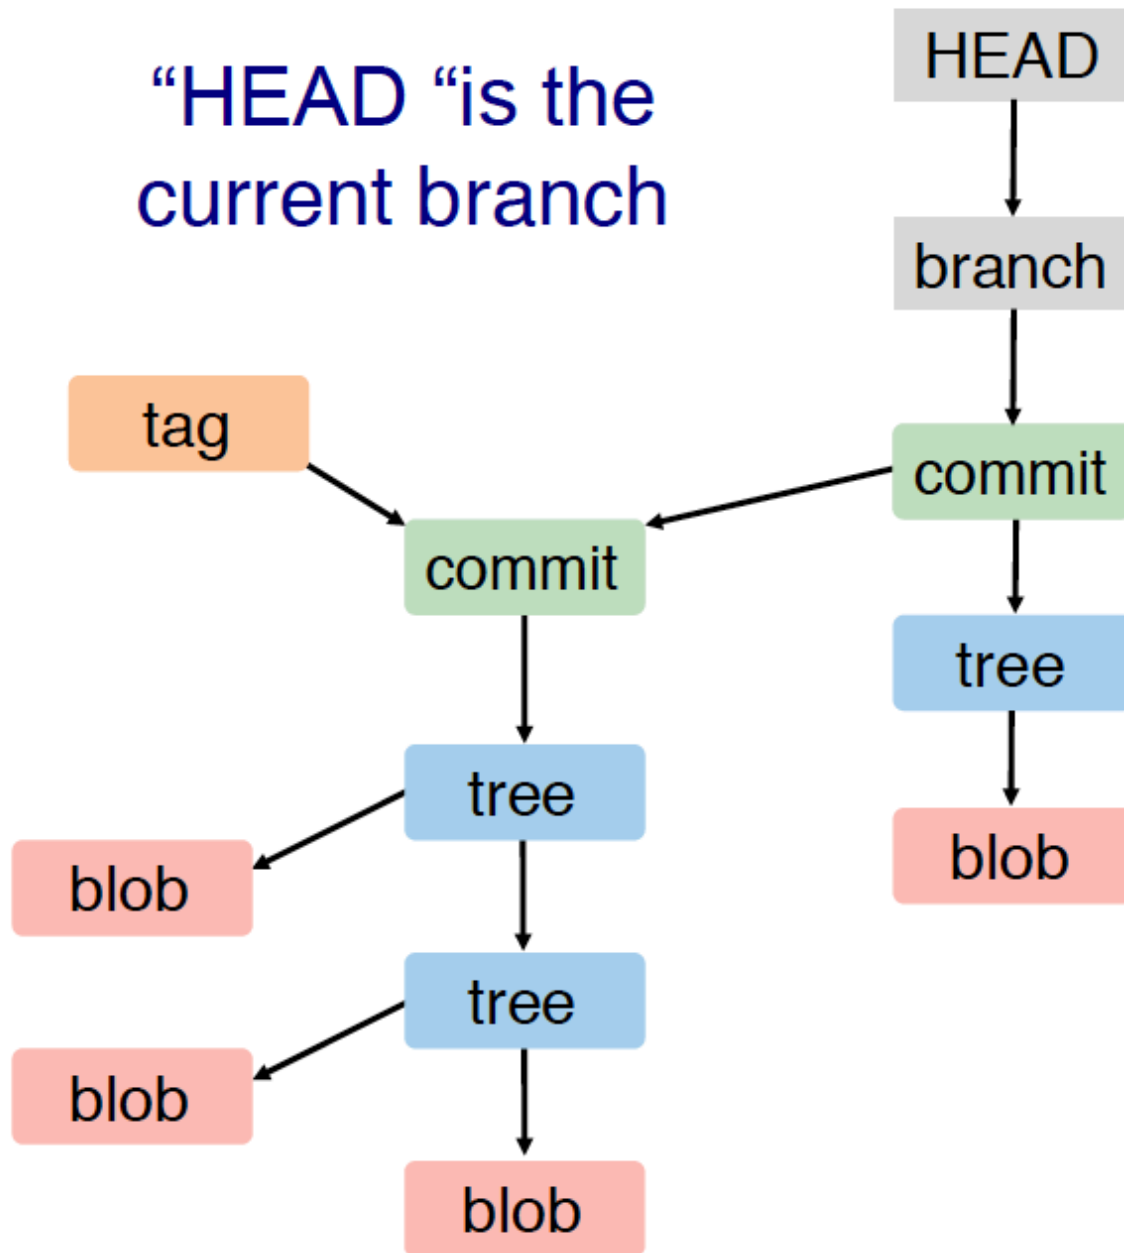 “HEAD “is the
current branch
HEAD
branch
tag
commit
commit
tree
tree
blob
blob
tree
blob
blob